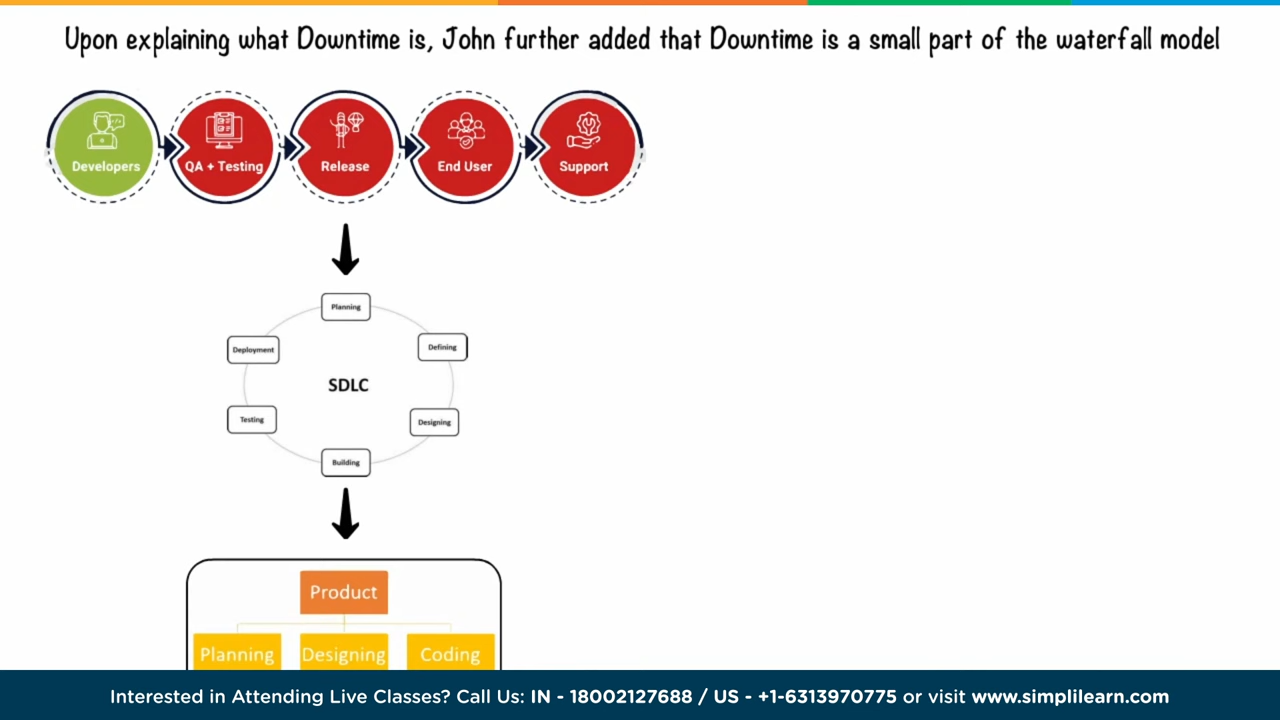 Upon explaining what Downtime is, John further added that Downtime is a small part of the waterfall model
Developers
QA + Testing
Release
End User
Support
Planning
Deployment
Defining
SDLC
Testing
Designing
Building
Product
Planning
Designing
Coding
Interested in Attending Live Classes? Call Us: IN - 18002127688 / US - +1-6313970775 or visit www.simplilearn.com